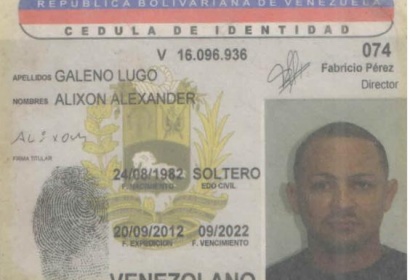 REPUBLICA BOLIVARIANA DE VENEZUELA
CEDULA DE IDENTIDAD
V 16.096.936
074
APELLIDOS GALENO LUGO
Fabricio Pérez
Director
NOMBRES ALIXON ALEXANDER
Alixon
FIRMA TITULAR
24/08/1982 SOLTERO
F. NACIMIENTO EDO CIVIL
20/09/2012 09/2022
F. EXPEDICION F. VENCIMIENTO
VENEZOLANO